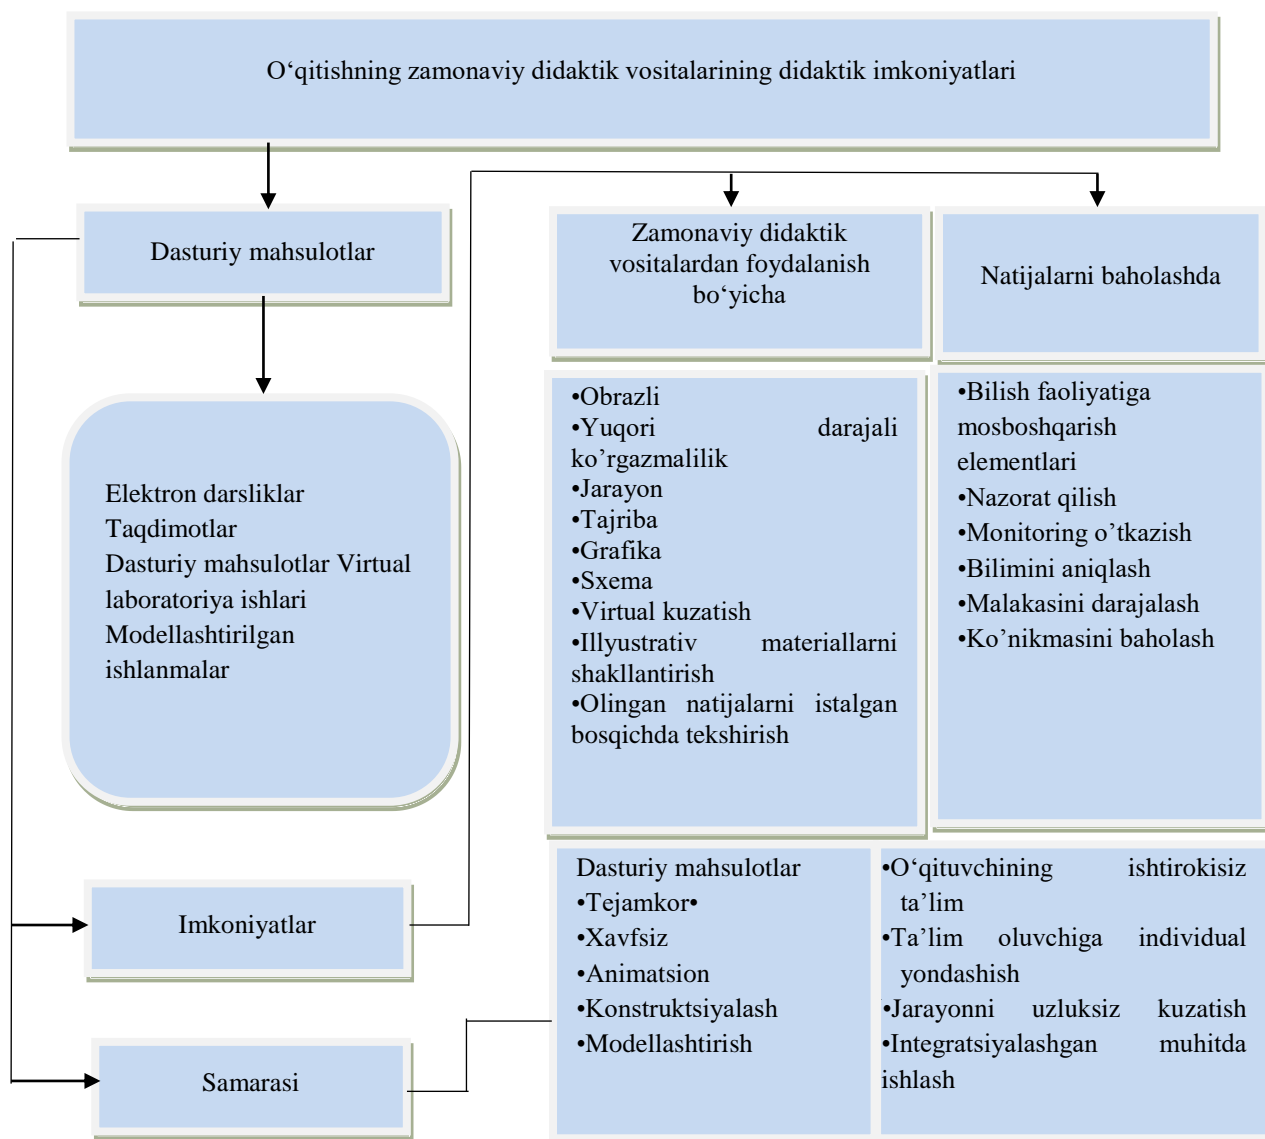 O‘qitishning zamonaviy didaktik vositalarining didaktik imkoniyatlari
Dasturiy mahsulotlar
Zamonaviy didaktik
vositalardan foydalanish
bo‘yicha
Natijalarni baholashda
Elektron darsliklar
Taqdimotlar
Dasturiy mahsulotlar Virtual
laboratoriya ishlari
Modellashtirilgan
ishlanmalar
•Obrazli
•Yuqori darajali
ko’rgazmalilik
•Jarayon
•Tajriba
•Grafika
•Sxema
•Virtual kuzatish
•Illyustrativ materiallarni
shakllantirish
•Olingan natijalarni istalgan
bosqichda tekshirish
•Bilish faoliyatiga
mosboshqarish
elementlari
•Nazorat qilish
•Monitoring o’tkazish
•Bilimini aniqlash
•Malakasini darajalash
•Ko’nikmasini baholash
Imkoniyatlar
Samarasi
Dasturiy mahsulotlar
•Tejamkor•
•Xavfsiz
•Animatsion
•Konstruktsiyalash
•Modellashtirish
•O‘qituvchining ishtirokisiz
ta’lim
•Ta’lim oluvchiga individual
yondashish
•Jarayonni uzluksiz kuzatish
•Integratsiyalashgan muhitda
ishlash